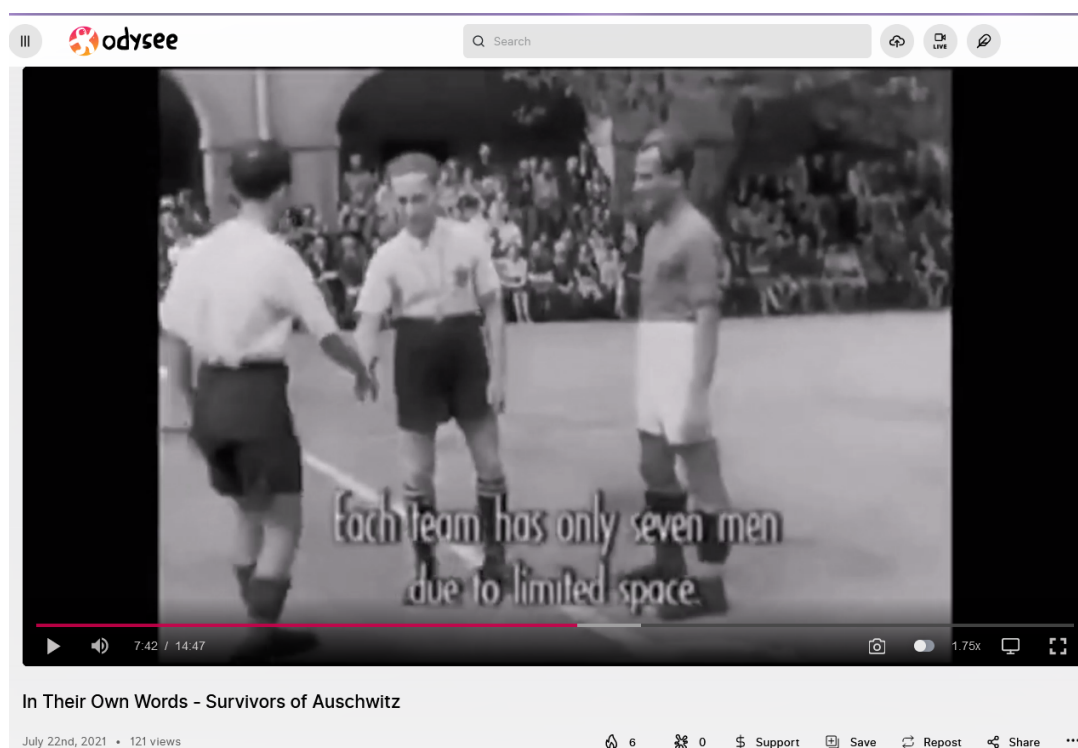 odysee
Search
LIVE
Each team has only seven men
due to limited space.
7:42 / 14:47
1.75x
In Their Own Words - Survivors of Auschwitz
July 22nd, 2021 • 121 views
6
0
$ Support
Save
Repost
Share